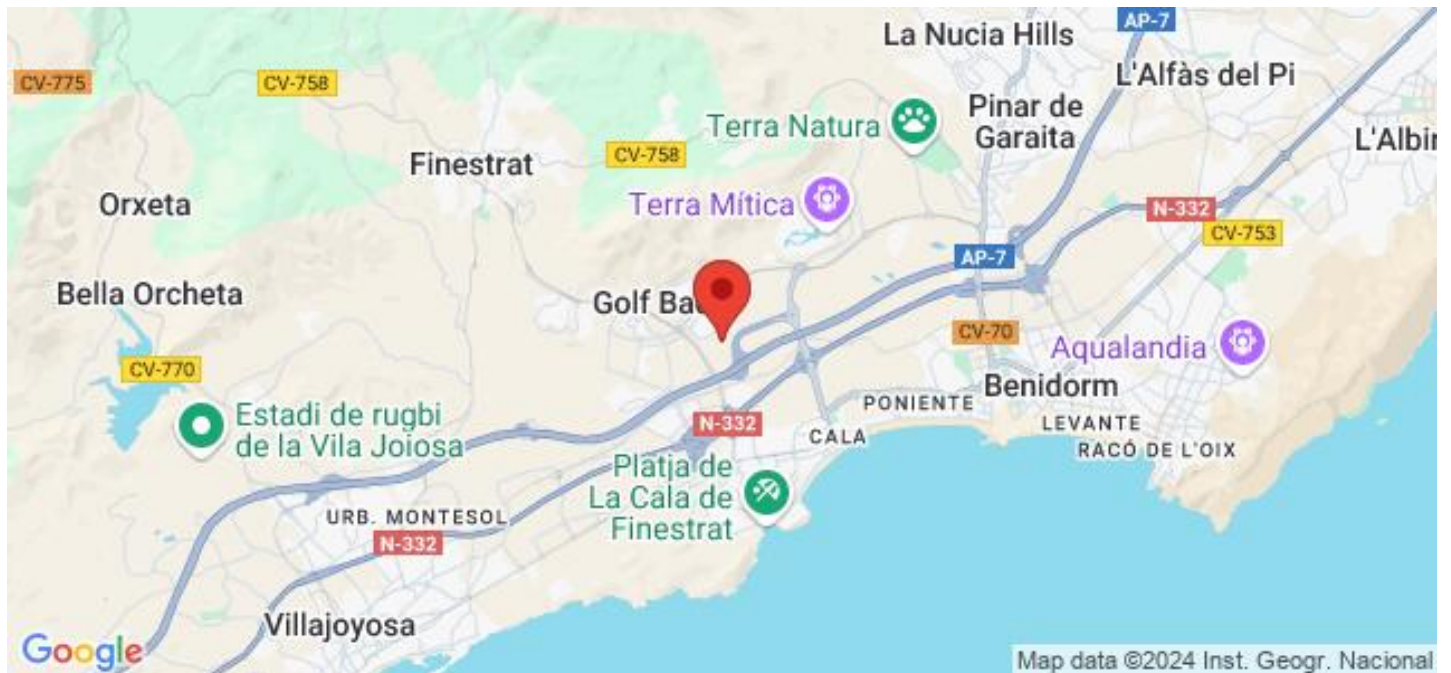 AP-7
La Nucia Hills
L'Alfàs del Pi
CV-775
CV-758
Terra Natura
Pinar de
Garaita
L'Albir
Finestrat
CV-758
Orxeta
Terra Mítica
N-332
CV-753
AP-7
Bella Orcheta
Golf
CV-70
Aqualandia
CV-770
Benidorm
PONIENTE
Estadi de rugbi
de la Vila Joiosa
N-332
CALA
LEVANTE
RACÓ DE L'OIX
Platja de
La Cala de
Finestrat
URB. MONTESOL
N-332
Villajoyosa
Google
Map data ©2024 Inst. Geogr. Nacional